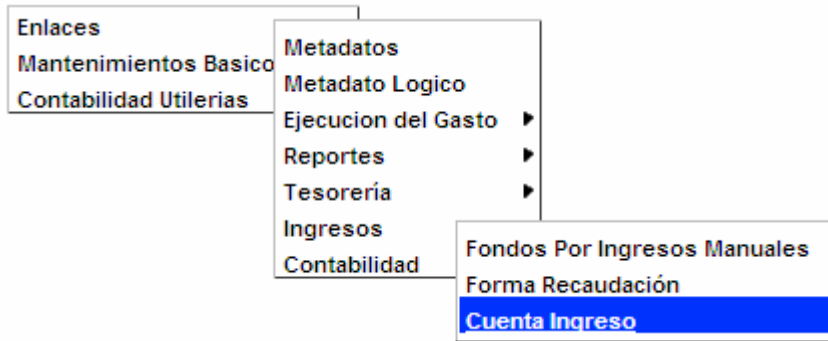 Enlaces
Mantenimientos Basico
Contabilidad Utilerias
Metadatos
Metadato Logico
Ejecucion del Gasto
Reportes
Tesorería
Ingresos
Contabilidad
Fondos Por Ingresos Manuales
Forma Recaudación
Cuenta Ingreso